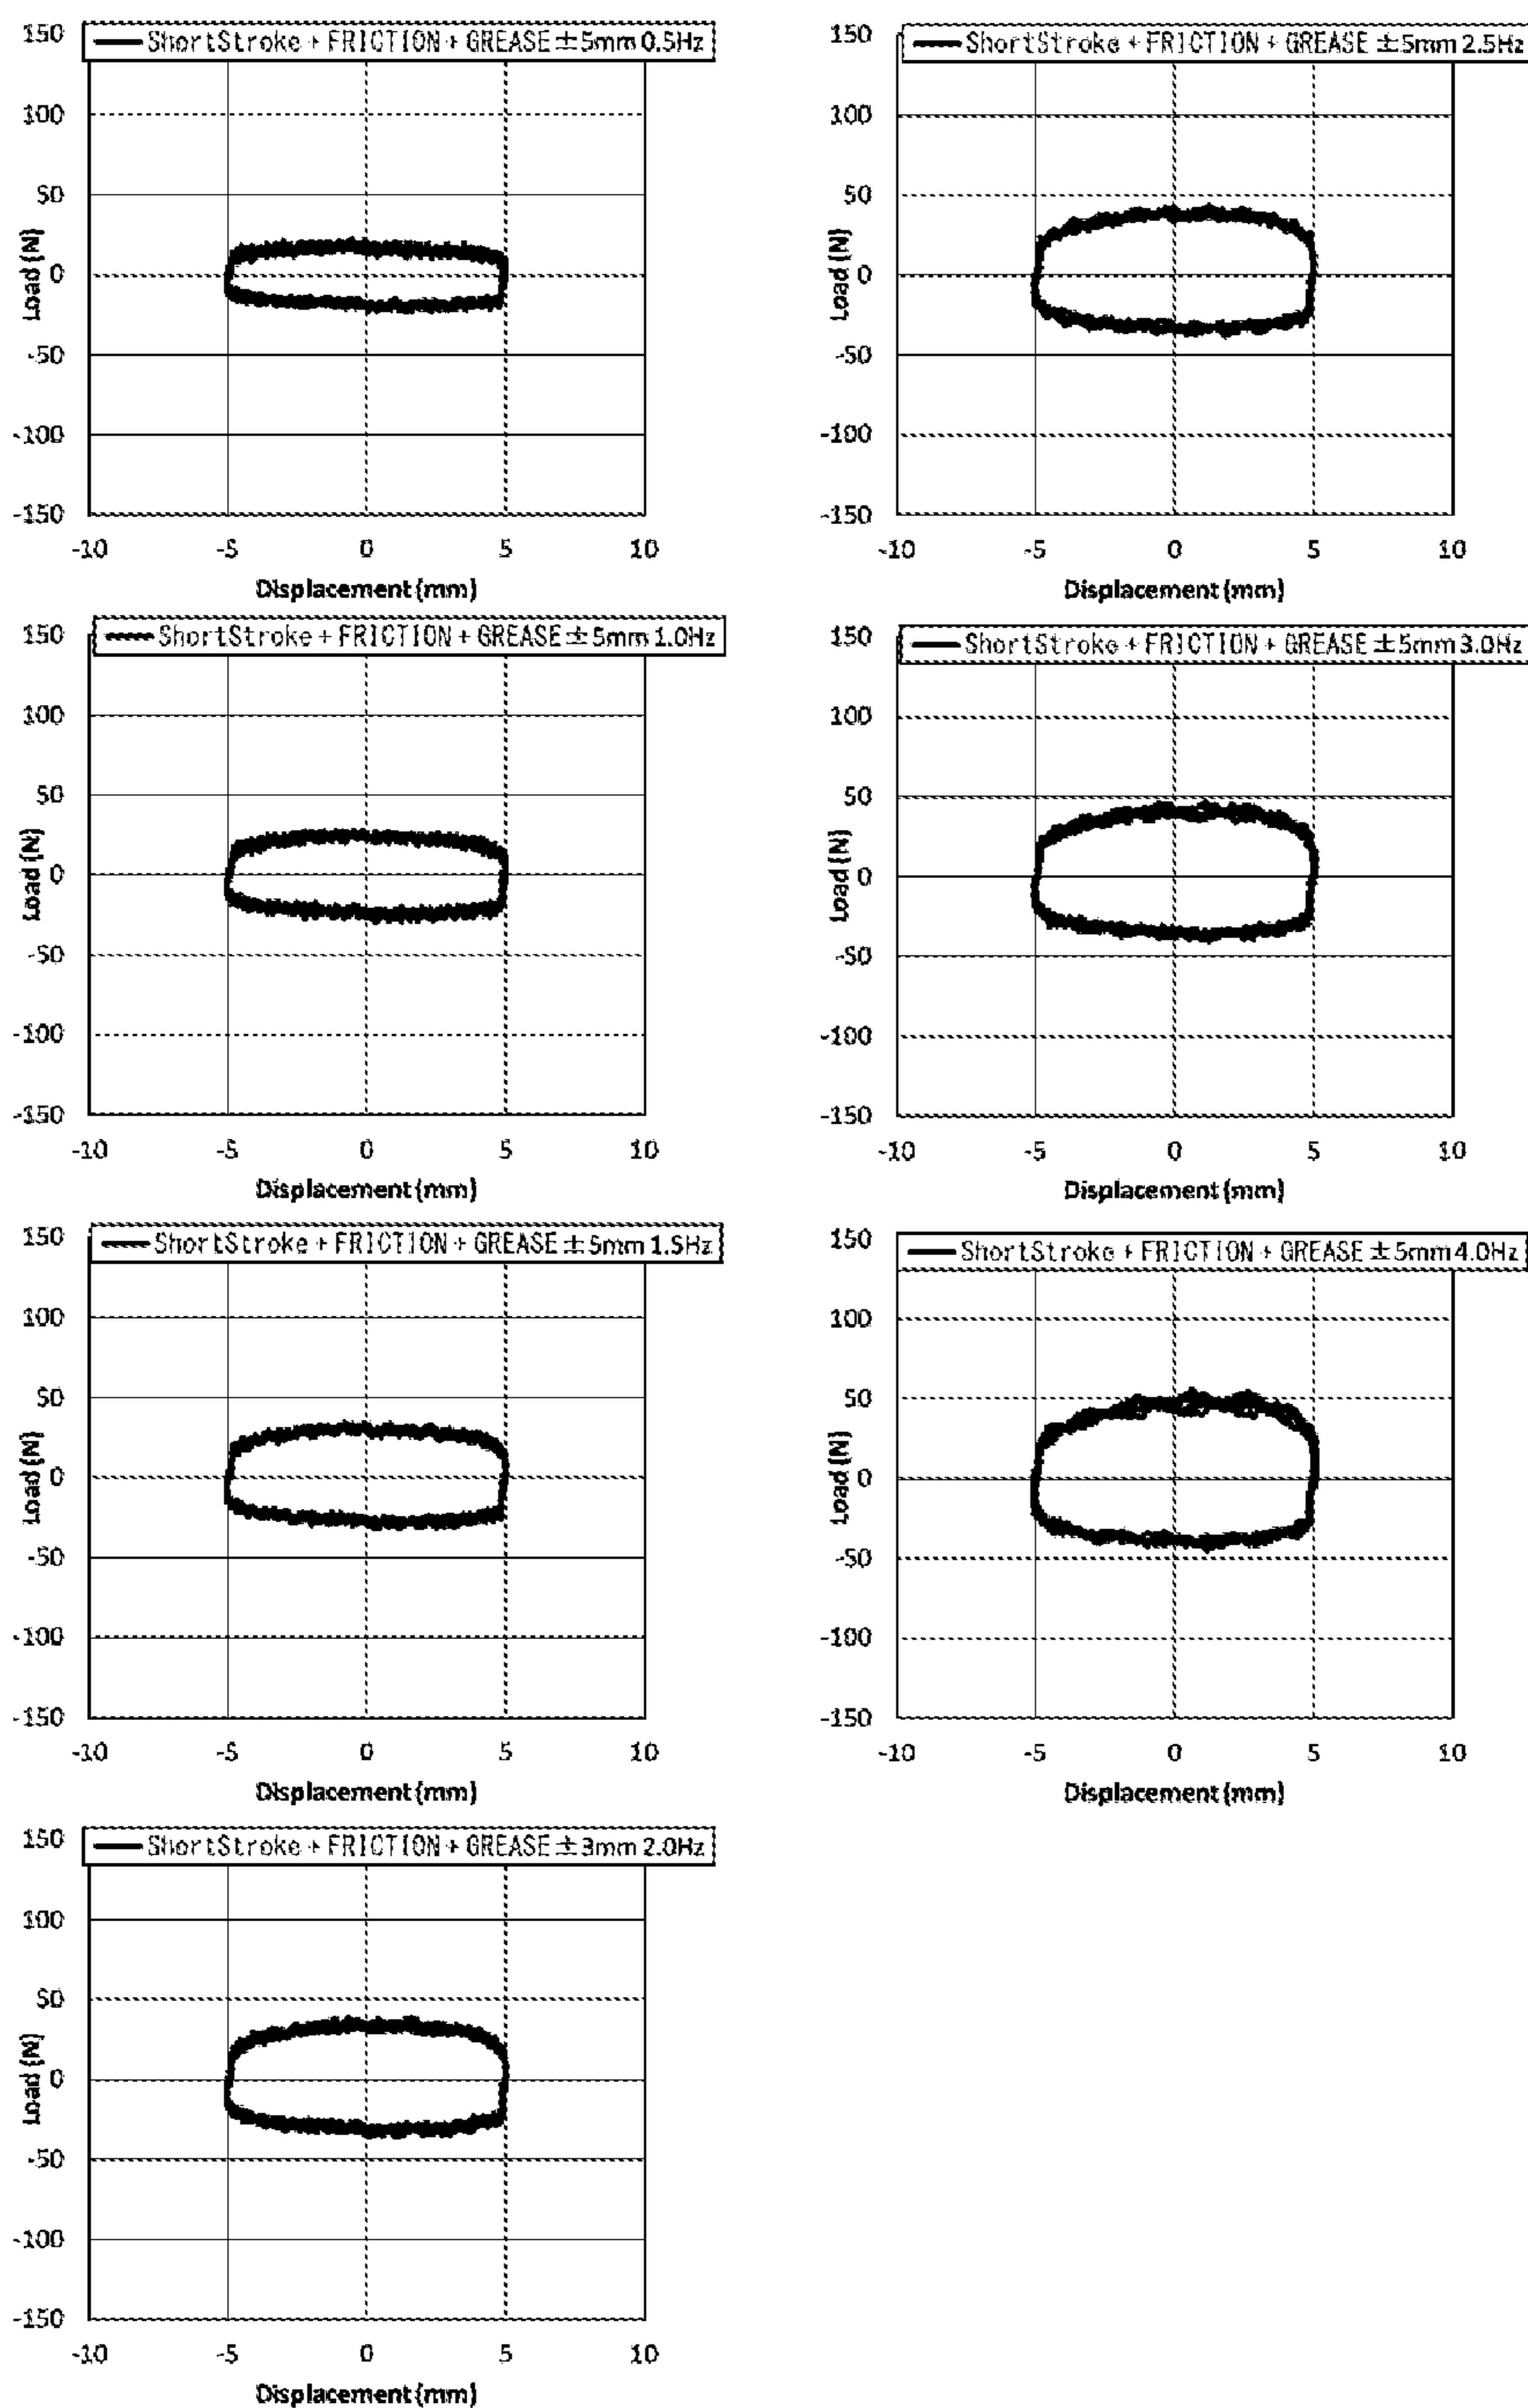 ShortStroke + FRICTION + GREASE ±5mm 0.5Hz
150
100
50
0
-50
-100
-150
Load (N)
-10 -5 0 5 10
Displacement (mm)
ShortStroke + FRICTION + GREASE ±5mm 2.5Hz
150
100
50
0
-50
-100
-150
Load (N)
-10 -5 0 5 10
Displacement (mm)
ShortStroke + FRICTION + GREASE ±5mm 1.0Hz
150
100
50
0
-50
-100
-150
Load (N)
-10 -5 0 5 10
Displacement (mm)
ShortStroke + FRICTION + GREASE ±5mm 3.0Hz
150
100
50
0
-50
-100
-150
Load (N)
-10 -5 0 5 10
Displacement (mm)
ShortStroke + FRICTION + GREASE ±5mm 1.5Hz
150
100
50
0
-50
-100
-150
Load (N)
-10 -5 0 5 10
Displacement (mm)
ShortStroke + FRICTION + GREASE ±5mm 4.0Hz
150
100
50
0
-50
-100
-150
Load (N)
-10 -5 0 5 10
Displacement (mm)
ShortStroke + FRICTION + GREASE ±3mm 2.0Hz
150
100
50
0
-50
-100
-150
Load (N)
-10 -5 0 5 10
Displacement (mm)